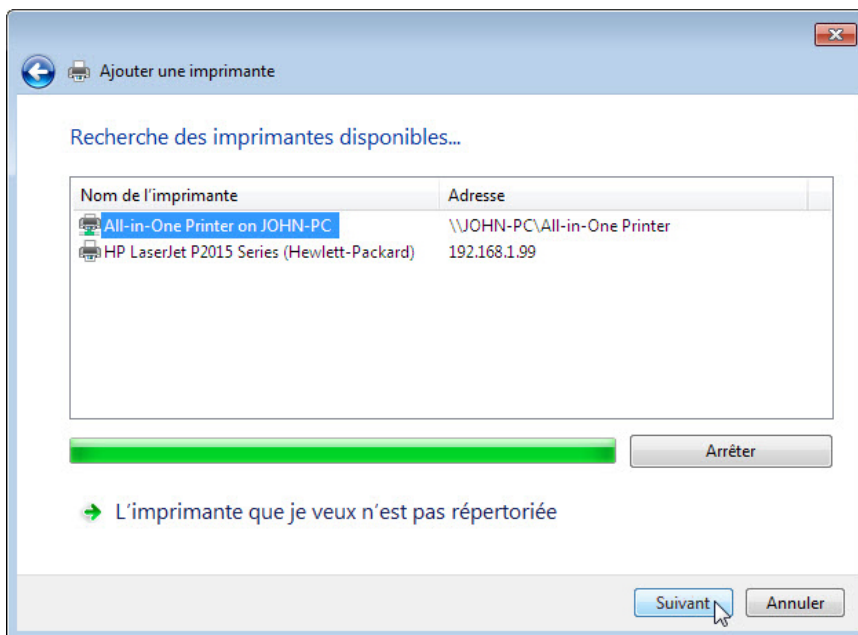 Ajouter une imprimante
Recherche des imprimantes disponibles...
Nom de l'imprimante Adresse
All-in-One Printer on JOHN-PC \\JOHN-PC\All-in-One Printer
HP LaserJet P2015 Series (Hewlett-Packard) 192.168.1.99
Arrêter
L'imprimante que je veux n'est pas répertoriée
Suivant Annuler